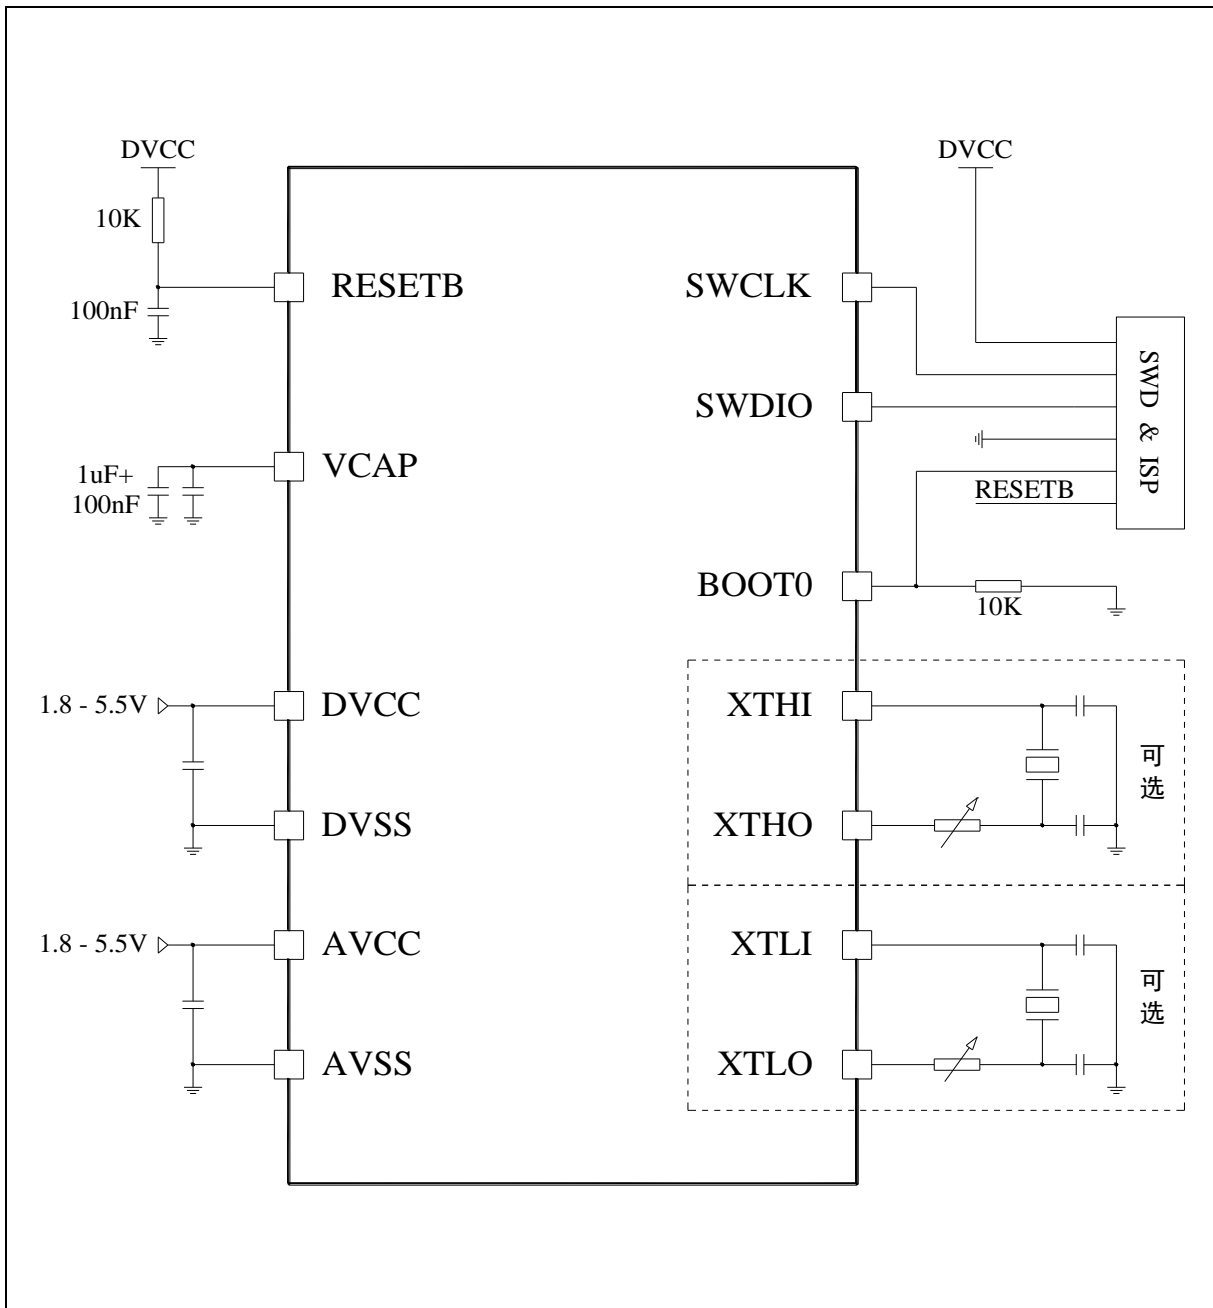 DVCC
10K
RESETB
100nF
VCAP
1uF+
100nF
1.8 - 5.5V
DVCC
DVSS
1.8 - 5.5V
AVCC
AVSS
DVCC
SWCLK
SWDIO
SWD & ISP
RESETB
BOOT0
10K
XTHI
XTHO
可选
XTLI
XTLO
可选